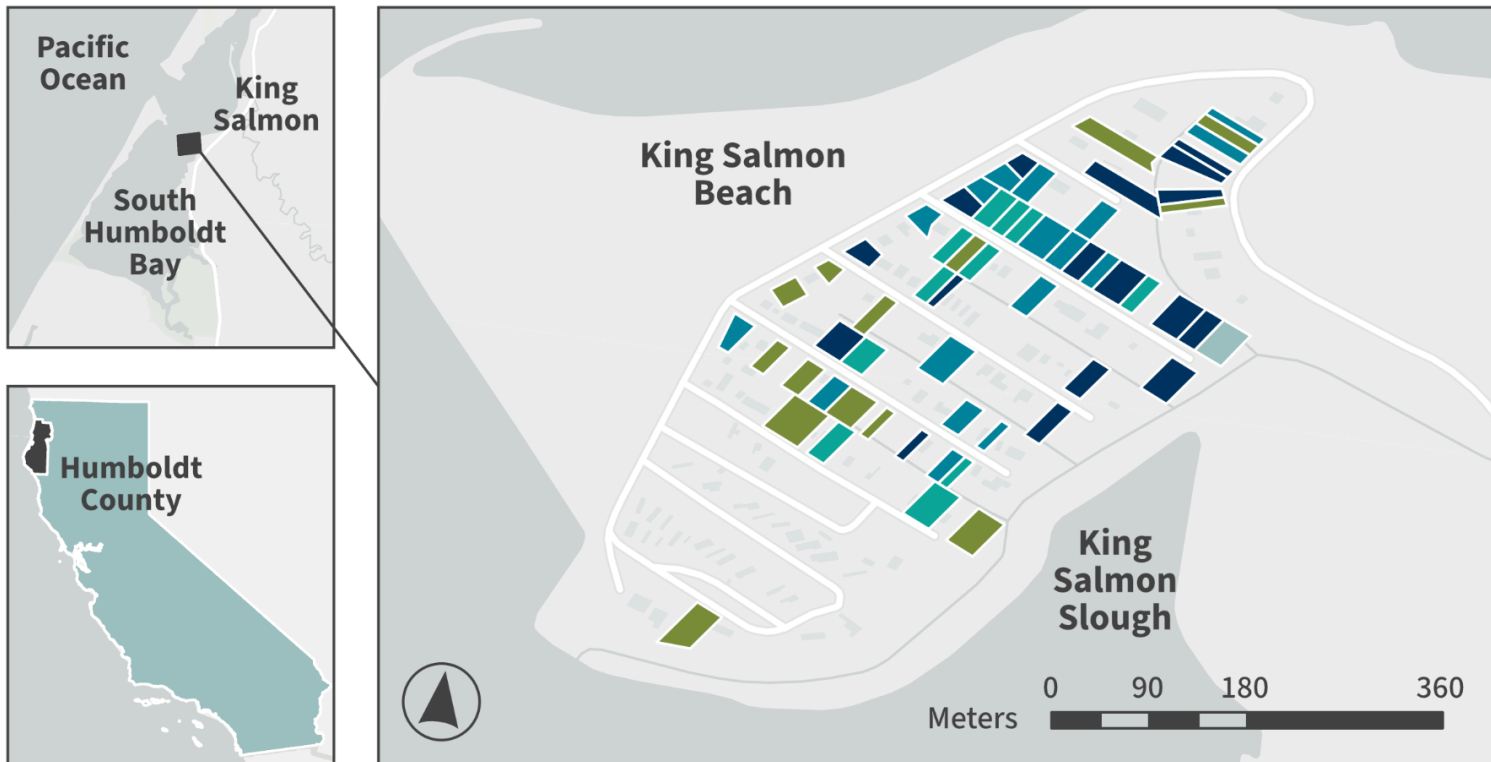 Pacific
Ocean
King
Salmon
South
Humboldt
Bay
Humboldt
County
King Salmon
Beach
King
Salmon
Slough
Meters
0 90 180 360